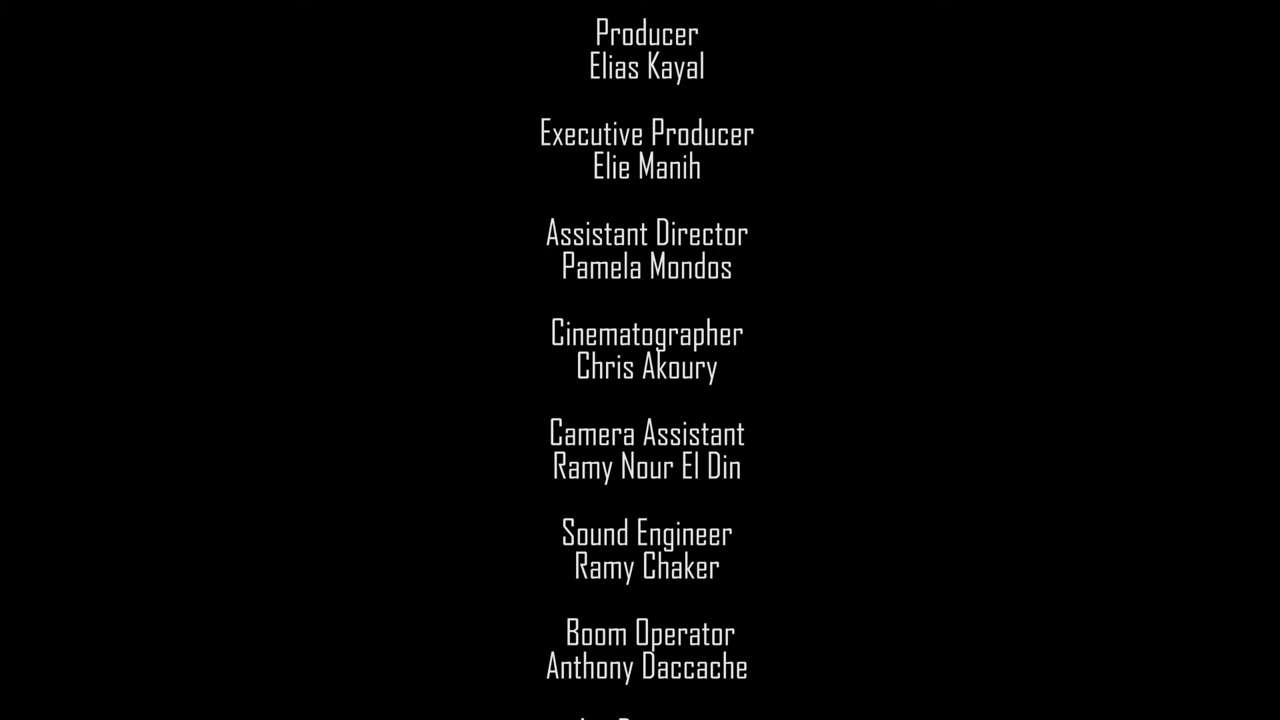 Producer
Elias Kayal
Executive Producer
Elie Manih
Assistant Director
Pamela Mondos
Cinematographer
Chris Akoury
Camera Assistant
Ramy Nour El Din
Sound Engineer
Ramy Chaker
Boom Operator
Anthony Daccache